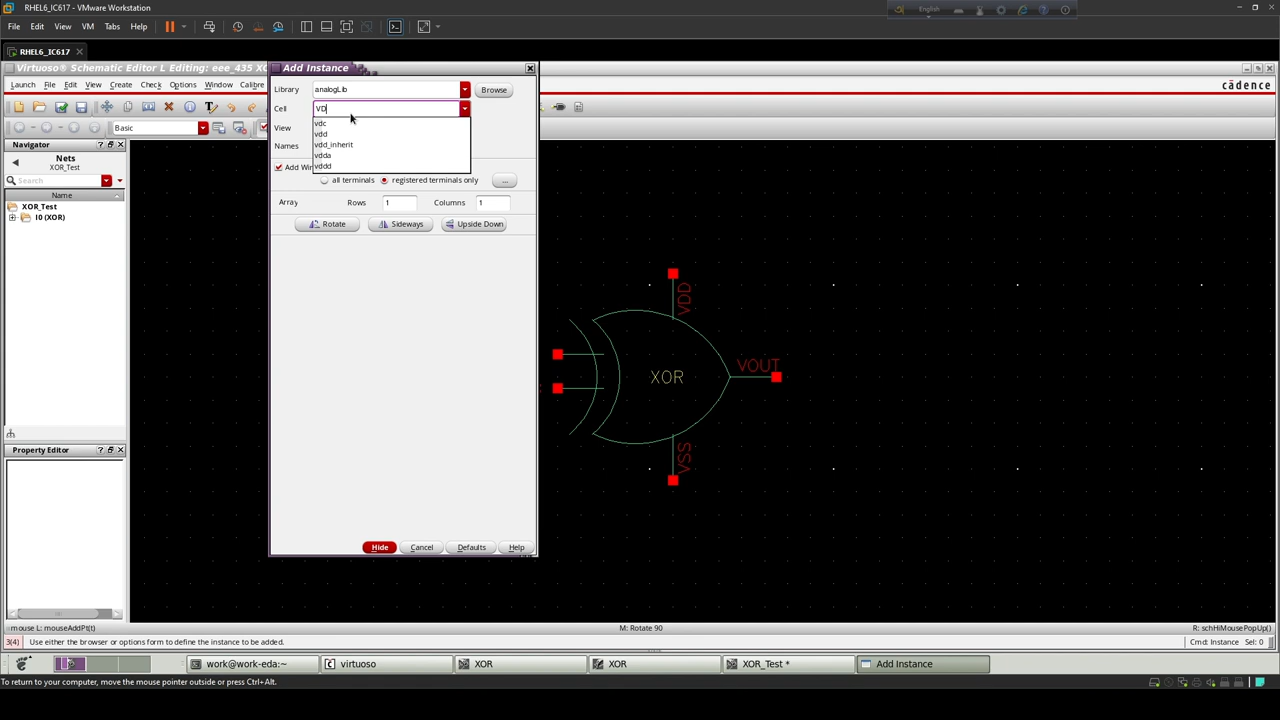 RHEL6_IC617 - VMware Workstation
English
File Edit View VM Tabs Help
RHEL6_IC617
Virtuoso® Schematic Editor L Editing: eee_435 XO
Launch File Edit View Create Check Options Window Calibre
cādence
Basic
Navigator
Nets
XOR_Test
Search
Name
XOR_Test
I0 (XOR)
Property Editor
Add Instance
Library analogLib Browse
Cell VD
vdc
View
vdd
Names
vdd_inherit
vdda
Add Wir
vddd
all terminals registered terminals only ...
Array Rows 1 Columns 1
Rotate Sideways Upside Down
Hide Cancel Defaults Help
VDD
VOUT
XOR
VSS
mouse L: mouseAddPt(t) M: Rotate 90 R: schHiMousePopUp()
3(4) Use either the browser or options form to define the instance to be added. Cmd: Instance Sel: 0
work@work-eda:~ virtuoso XOR XOR XOR_Test * Add Instance
To return to your computer, move the mouse pointer outside or press Ctrl+Alt.